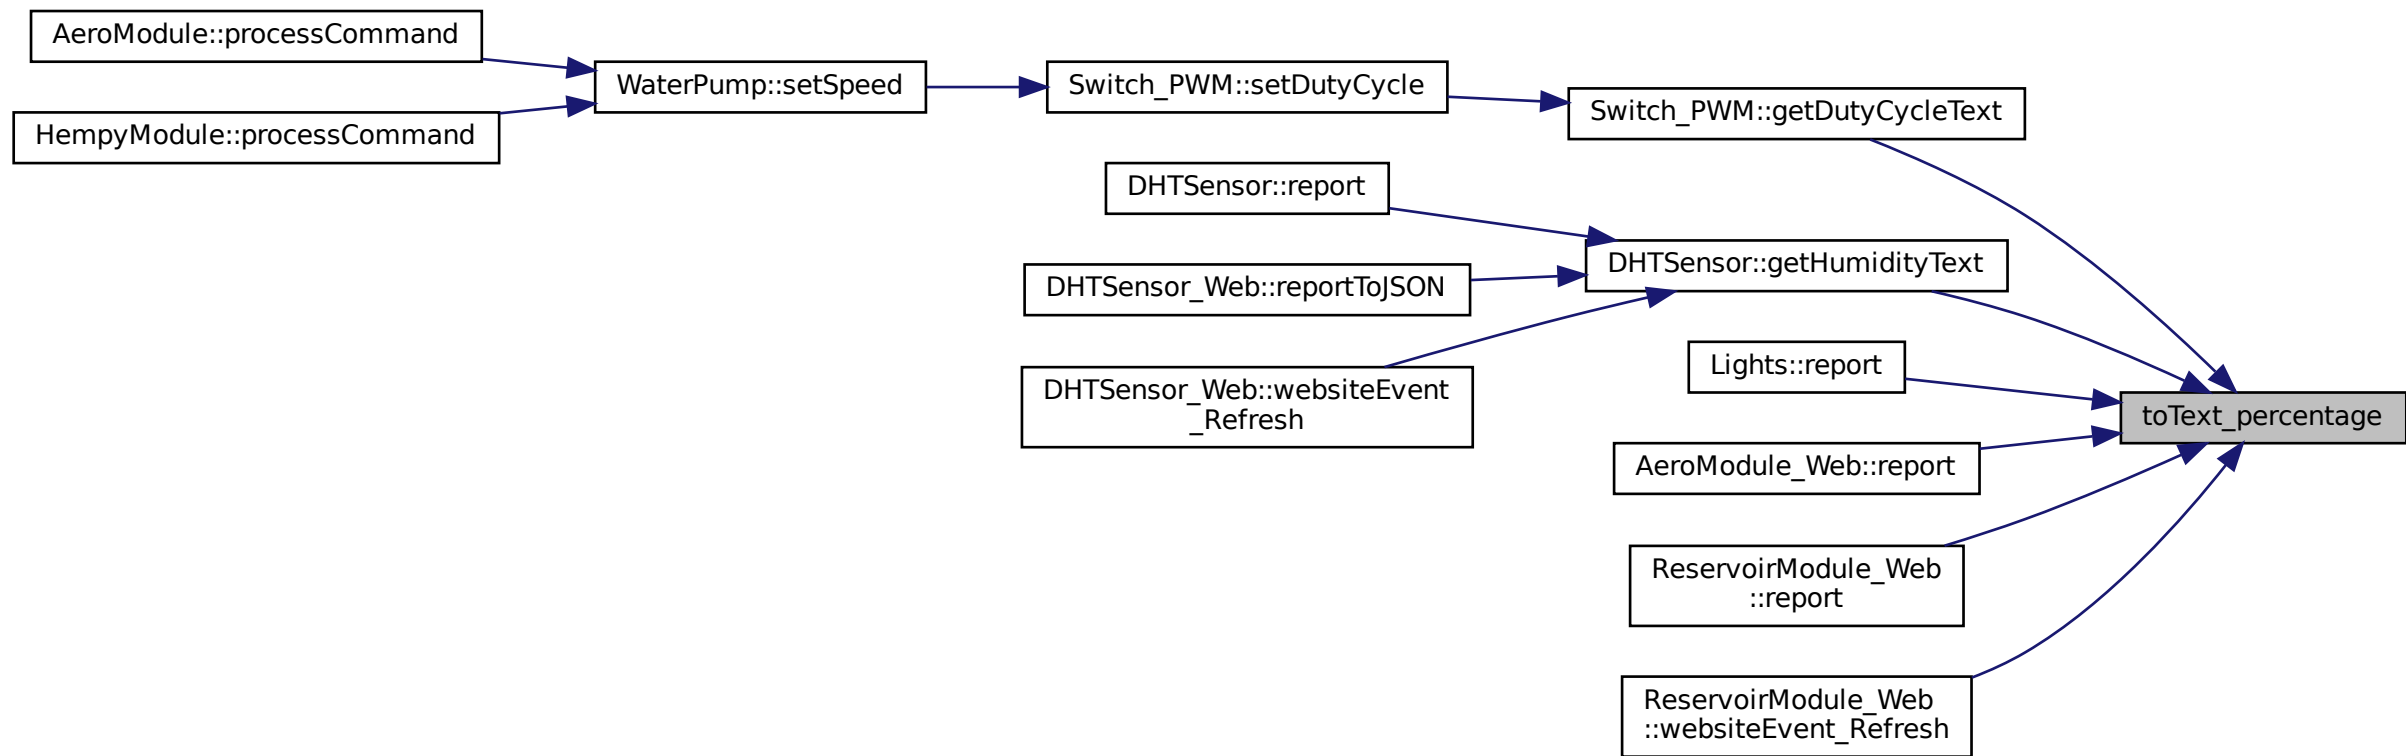 AeroModule::processCommand
HempyModule::processCommand
WaterPump::setSpeed
Switch_PWM::setDutyCycle
Switch_PWM::getDutyCycleText
DHTSensor::report
DHTSensor_Web::reportToJSON
DHTSensor_Web::websiteEvent
_Refresh
DHTSensor::getHumidityText
Lights::report
AeroModule_Web::report
ReservoirModule_Web
::report
ReservoirModule_Web
::websiteEvent_Refresh
toText_percentage